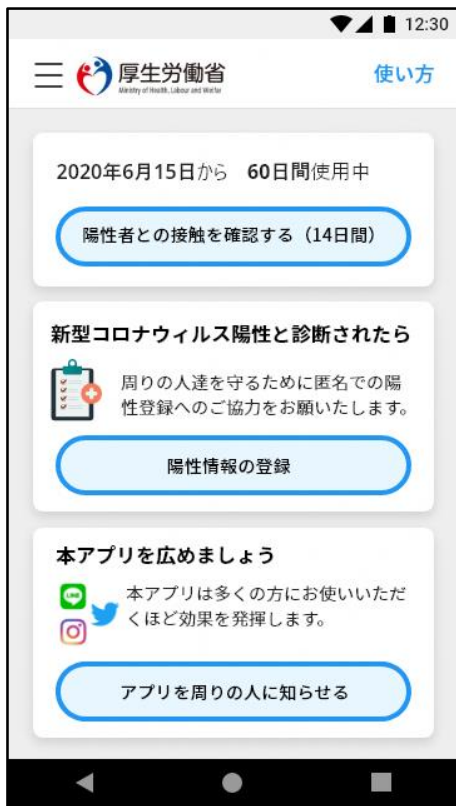 12:30
厚生労働省
Ministry of Health, Labour and Welfar
使い方
2020年6月15日から 60日間使用中
陽性者との接触を確認する（14日間）
新型コロナウィルス陽性と診断されたら
周りの人達を守るために匿名での陽
性登録へのご協力をお願いたします。
陽性情報の登録
本アプリを広めましょう
LINE
本アプリは多くの方にお使いいただ
くほど効果を発揮します。
アプリを周りの人に知らせる